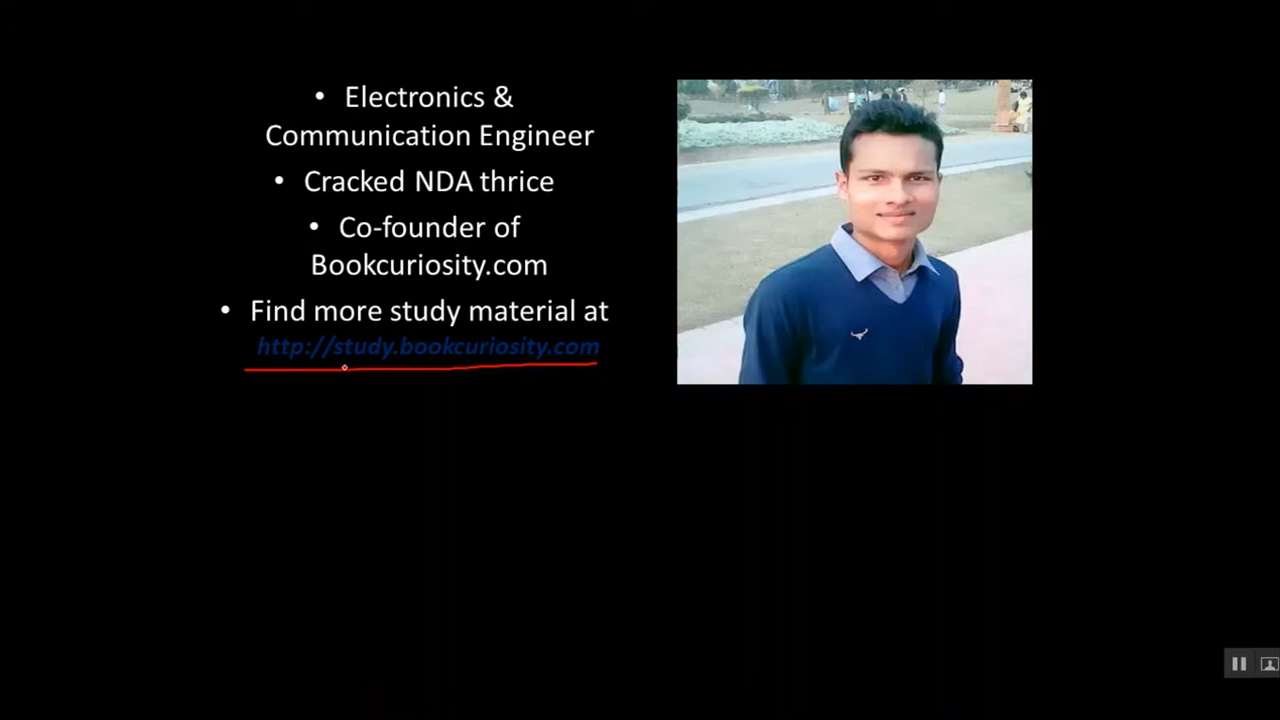 • Electronics &
Communication Engineer
• Cracked NDA thrice
• Co-founder of
Bookcuriosity.com
• Find more study material at
http://study.bookcuriosity.com